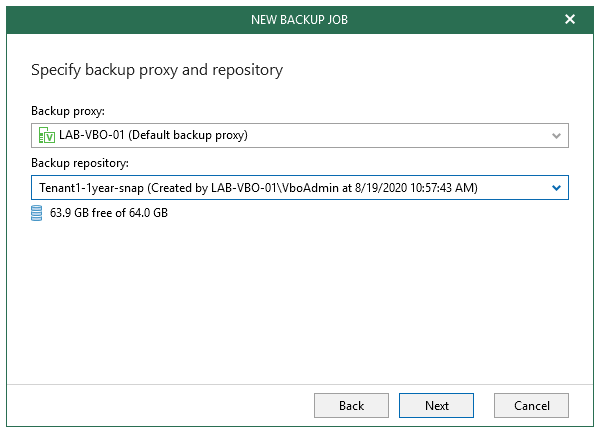 NEW BACKUP JOB
Specify backup proxy and repository
Backup proxy:
LAB-VBO-01 (Default backup proxy)
Backup repository:
Tenant1-1year-snap (Created by LAB-VBO-01\VboAdmin at 8/19/2020 10:57:43 AM)
63.9 GB free of 64.0 GB
Back
Next
Cancel